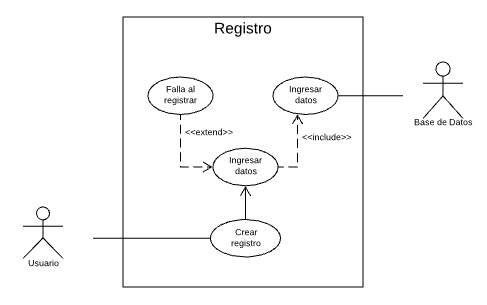 Registro
Falla al
registrar
Ingresar
datos
Base de Datos
<<extend>>
<<include>>
Ingresar
datos
Crear
registro
Usuario